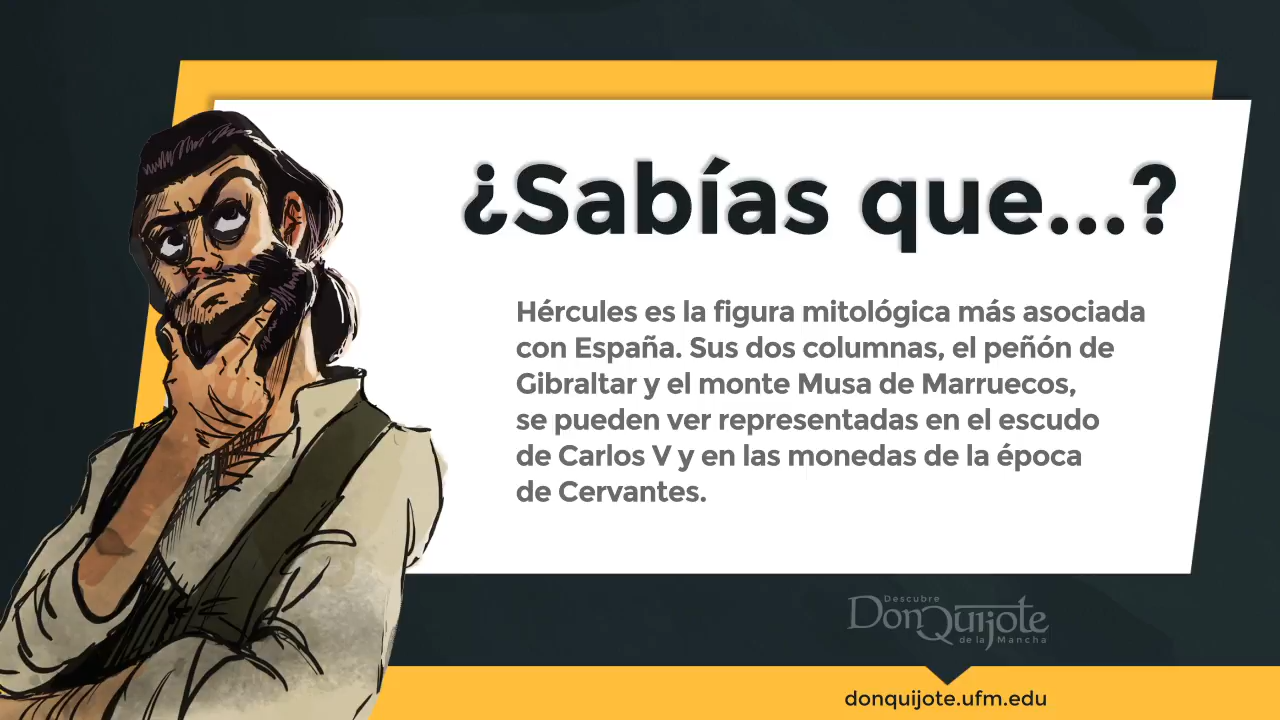 ¿Sabías que...?
Hércules es la figura mitológica más asociada
con España. Sus dos columnas, el peñón de
Gibraltar y el monte Musa de Marruecos,
se pueden ver representadas en el escudo
de Carlos V y en las monedas de la época
de Cervantes.
Descubre
Don Quijote
de la Mancha
donquijote.ufm.edu